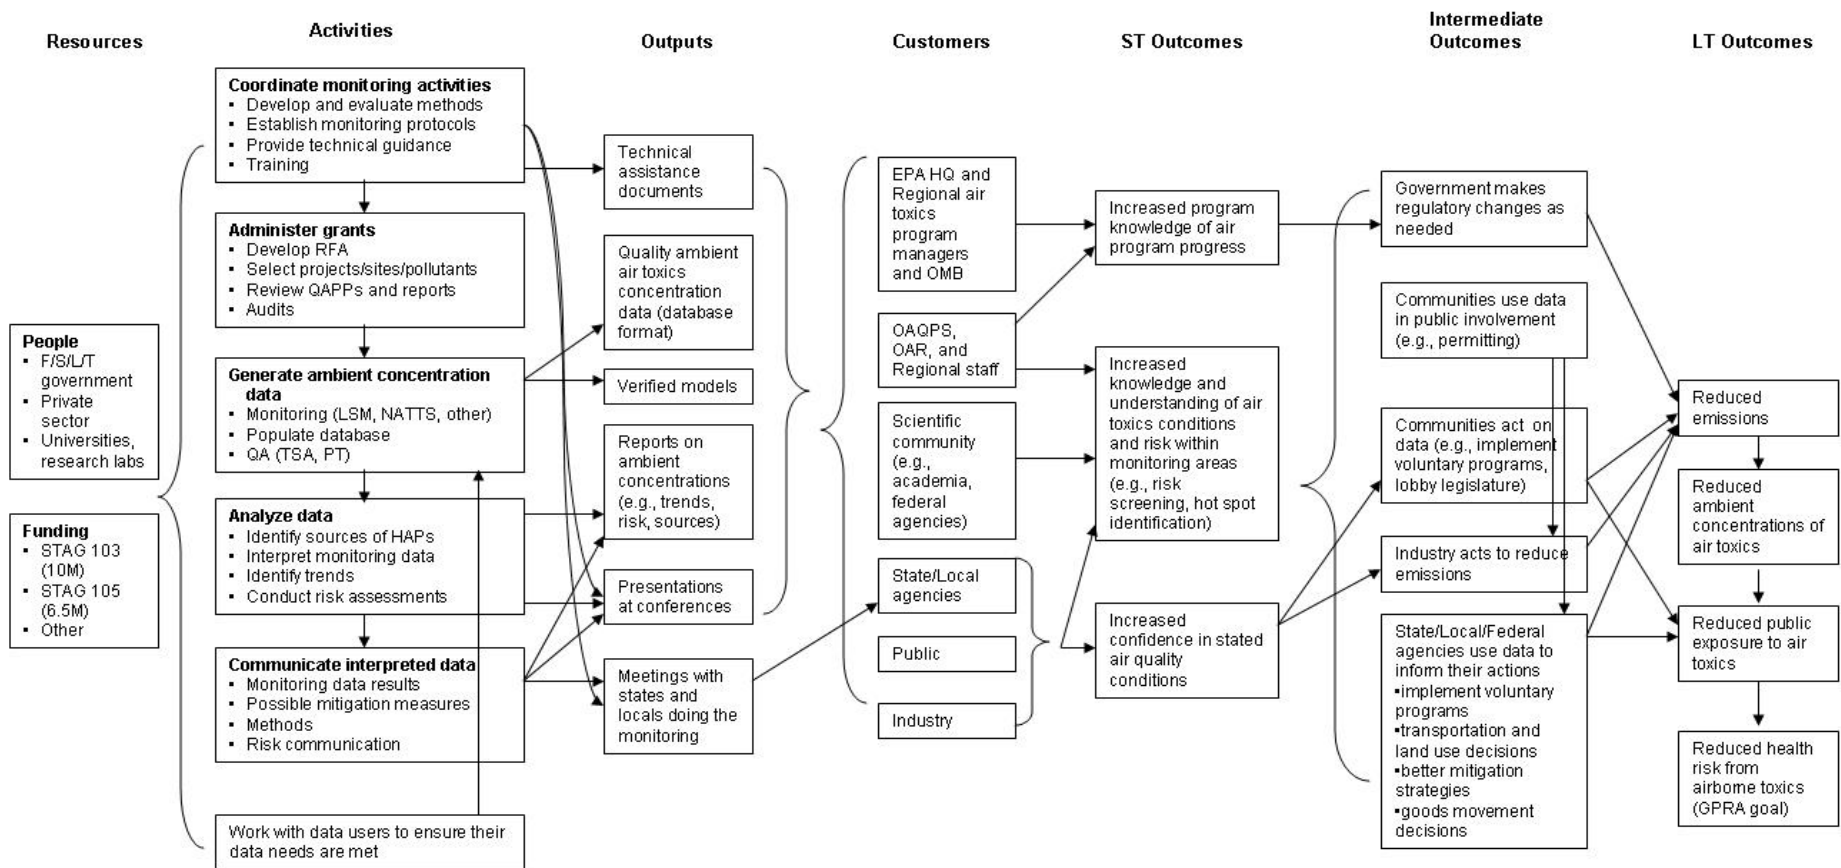 Resources
Activities
Outputs
Customers
ST Outcomes
Intermediate
Outcomes
LT Outcomes
People
▪ F/S/L/T
government
▪ Private
sector
▪ Universities,
research labs
Funding
▪ STAG 103
(10M)
▪ STAG 105
(6.5M)
▪ Other
Coordinate monitoring activities
▪ Develop and evaluate methods
▪ Establish monitoring protocols
▪ Provide technical guidance
▪ Training
Administer grants
▪ Develop RFA
▪ Select projects/sites/pollutants
▪ Review QAPPs and reports
▪ Audits
Generate ambient concentration
data
▪ Monitoring (LSM, NATTS, other)
▪ Populate database
▪ QA (TSA, PT)
Analyze data
▪ Identify sources of HAPs
▪ Interpret monitoring data
▪ Identify trends
▪ Conduct risk assessments
Communicate interpreted data
▪ Monitoring data results
▪ Possible mitigation measures
▪ Methods
▪ Risk communication
Work with data users to ensure their
data needs are met
Technical
assistance
documents
Quality ambient
air toxics
concentration
data (database
format)
Verified models
Reports on
ambient
concentrations
(e.g., trends,
risk, sources)
Presentations
at conferences
Meetings with
states and
locals doing the
monitoring
EPA HQ and
Regional air
toxics
program
managers
and OMB
OAQPS,
OAR, and
Regional staff
Scientific
community
(e.g.,
academia,
federal
agencies)
State/Local
agencies
Public
Industry
Increased program
knowledge of air
program progress
Increased
knowledge and
understanding of air
toxics conditions
and risk within
monitoring areas
(e.g., risk
screening, hot spot
identification)
Increased
confidence in stated
air quality
conditions
Government makes
regulatory changes as
needed
Communities use data
in public involvement
(e.g., permitting)
Communities act on
data (e.g., implement
voluntary programs,
lobby legislature)
Industry acts to reduce
emissions
State/Local/Federal
agencies use data to
inform their actions
▪implement voluntary
programs
▪transportation and
land use decisions
▪better mitigation
strategies
▪goods movement
decisions
Reduced
emissions
Reduced
ambient
concentrations of
air toxics
Reduced public
exposure to air
toxics
Reduced health
risk from
airborne toxics
(GPRA goal)